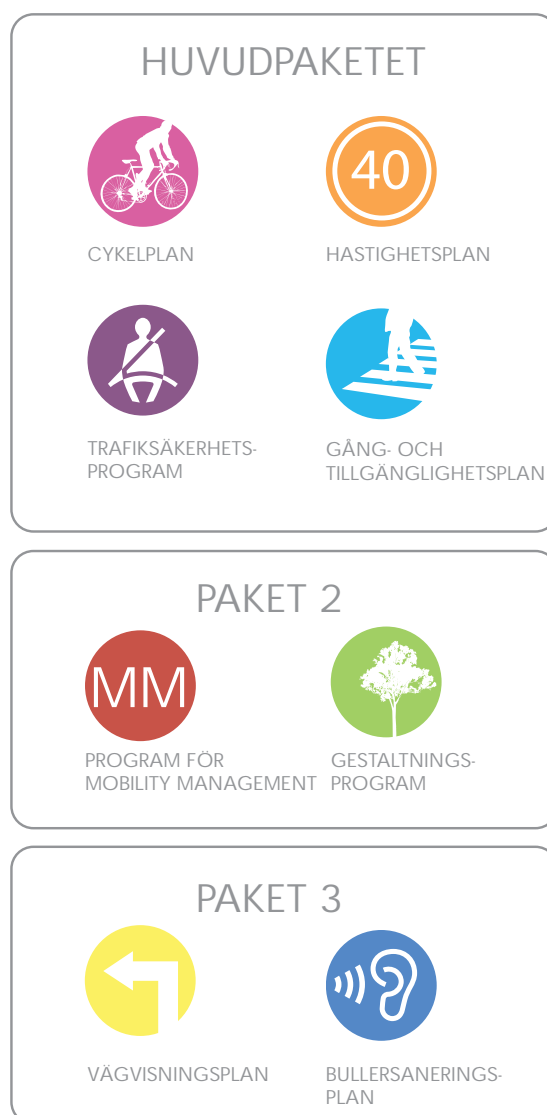 HUVUDPAKETET
40
CYKELPLAN
HASTIGHETSPLAN
TRAFIKSÄKERHETS-
PROGRAM
GÅNG- OCH
TILLGÄNGLIGHETSPLAN
PAKET 2
MM
PROGRAM FÖR
MOBILITY MANAGEMENT
GESTALTNINGS-
PROGRAM
PAKET 3
VÄGVISNINGSPLAN
BULLERSANERINGS-
PLAN